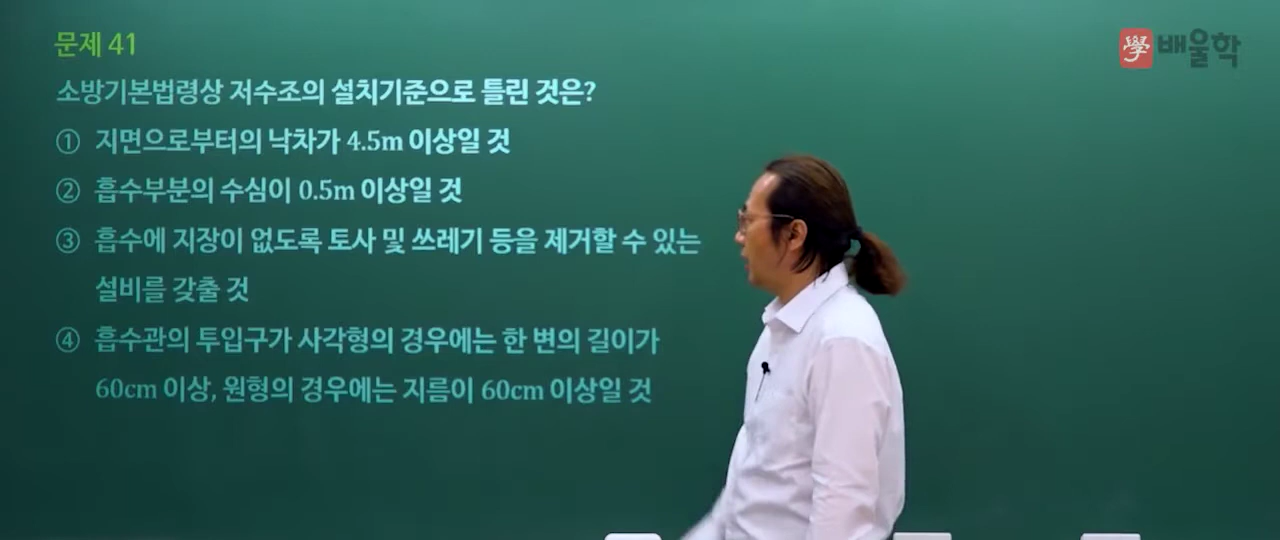 문제 41
學 배울학
소방기본법령상 저수조의 설치기준으로 틀린 것은?
① 지면으로부터의 낙차가 4.5m 이상일 것
② 흡수부분의 수심이 0.5m 이상일 것
③ 흡수에 지장이 없도록 토사 및 쓰레기 등을 제거할 수 있는
설비를 갖출 것
④ 흡수관의 투입구가 사각형의 경우에는 한 변의 길이가
60cm 이상, 원형의 경우에는 지름이 60cm 이상일 것